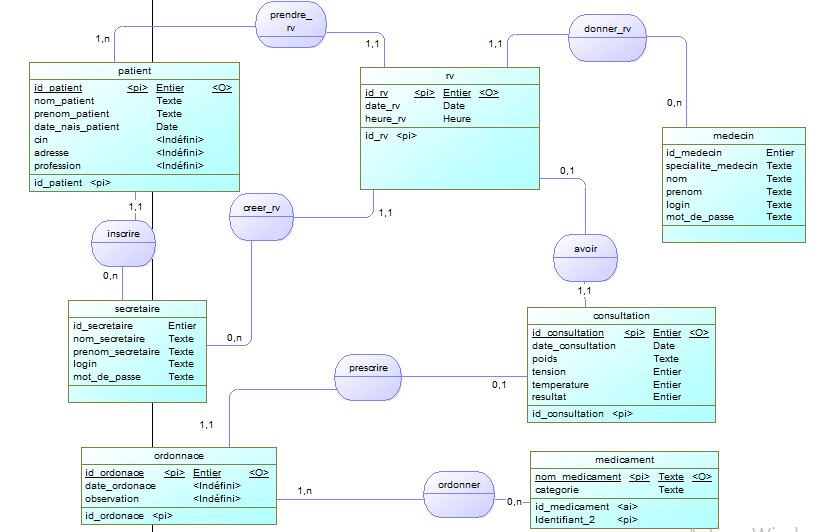 prendre_
rv
donner_rv
1,n
1,1
1,1
0,n
patient
id_patient <pi> Entier <O>
nom_patient Texte
prenom_patient Texte
date_nais_patient Date
cin <Indéfini>
adresse <Indéfini>
profession <Indéfini>
id_patient <pi>
rv
id_rv <pi> Entier <O>
date_rv Date
heure_rv Heure
id_rv <pi>
medecin
id_medecin Entier
specialite_medecin Texte
nom Texte
prenom Texte
login Texte
mot_de_passe Texte
0,1
1,1
creer_rv
1,1
inscrire
avoir
0,n
1,1
secretaire
id_secretaire Entier
nom_secretaire Texte
prenom_secretaire Texte
login Texte
mot_de_passe Texte
0,n
consultation
id_consultation <pi> Entier <O>
date_consultation Date
poids Texte
tension Entier
temperature Entier
resultat Entier
id_consultation <pi>
prescrire
0,1
1,1
ordonnace
id_ordonace <pi> Entier <O>
date_ordonace <Indéfini>
observation <Indéfini>
id_ordonace <pi>
1,n
ordonner
0,n
medicament
nom_medicament <pi> Texte <O>
categorie Texte
id_medicament <ai>
Identifiant_2 <pi>